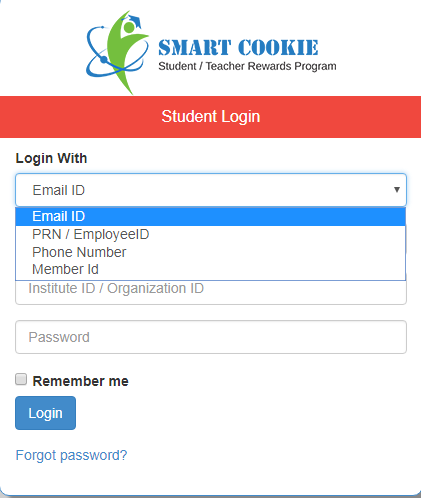 SMART COOKIE
Student / Teacher Rewards Program
Student Login
Login With
Email ID
Email ID
PRN / EmployeeID
Phone Number
Member Id
Institute ID / Organization ID
Password
Remember me
Login
Forgot password?